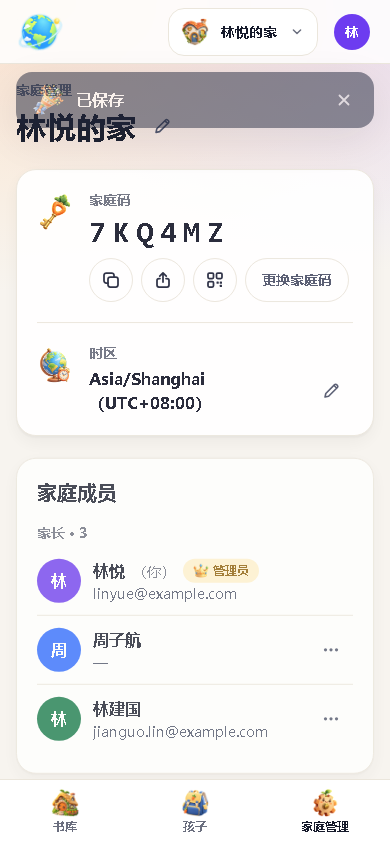 林悦的家
林
家庭管理
已保存
林悦的家
家庭码
7KQ4MZ
更换家庭码
时区
Asia/Shanghai
（UTC+08:00）
家庭成员
家长 • 3
林
林悦 （你） 管理员
linyue@example.com
周
周子航
—
林
林建国
jianguo.lin@example.com
书库
孩子
家庭管理